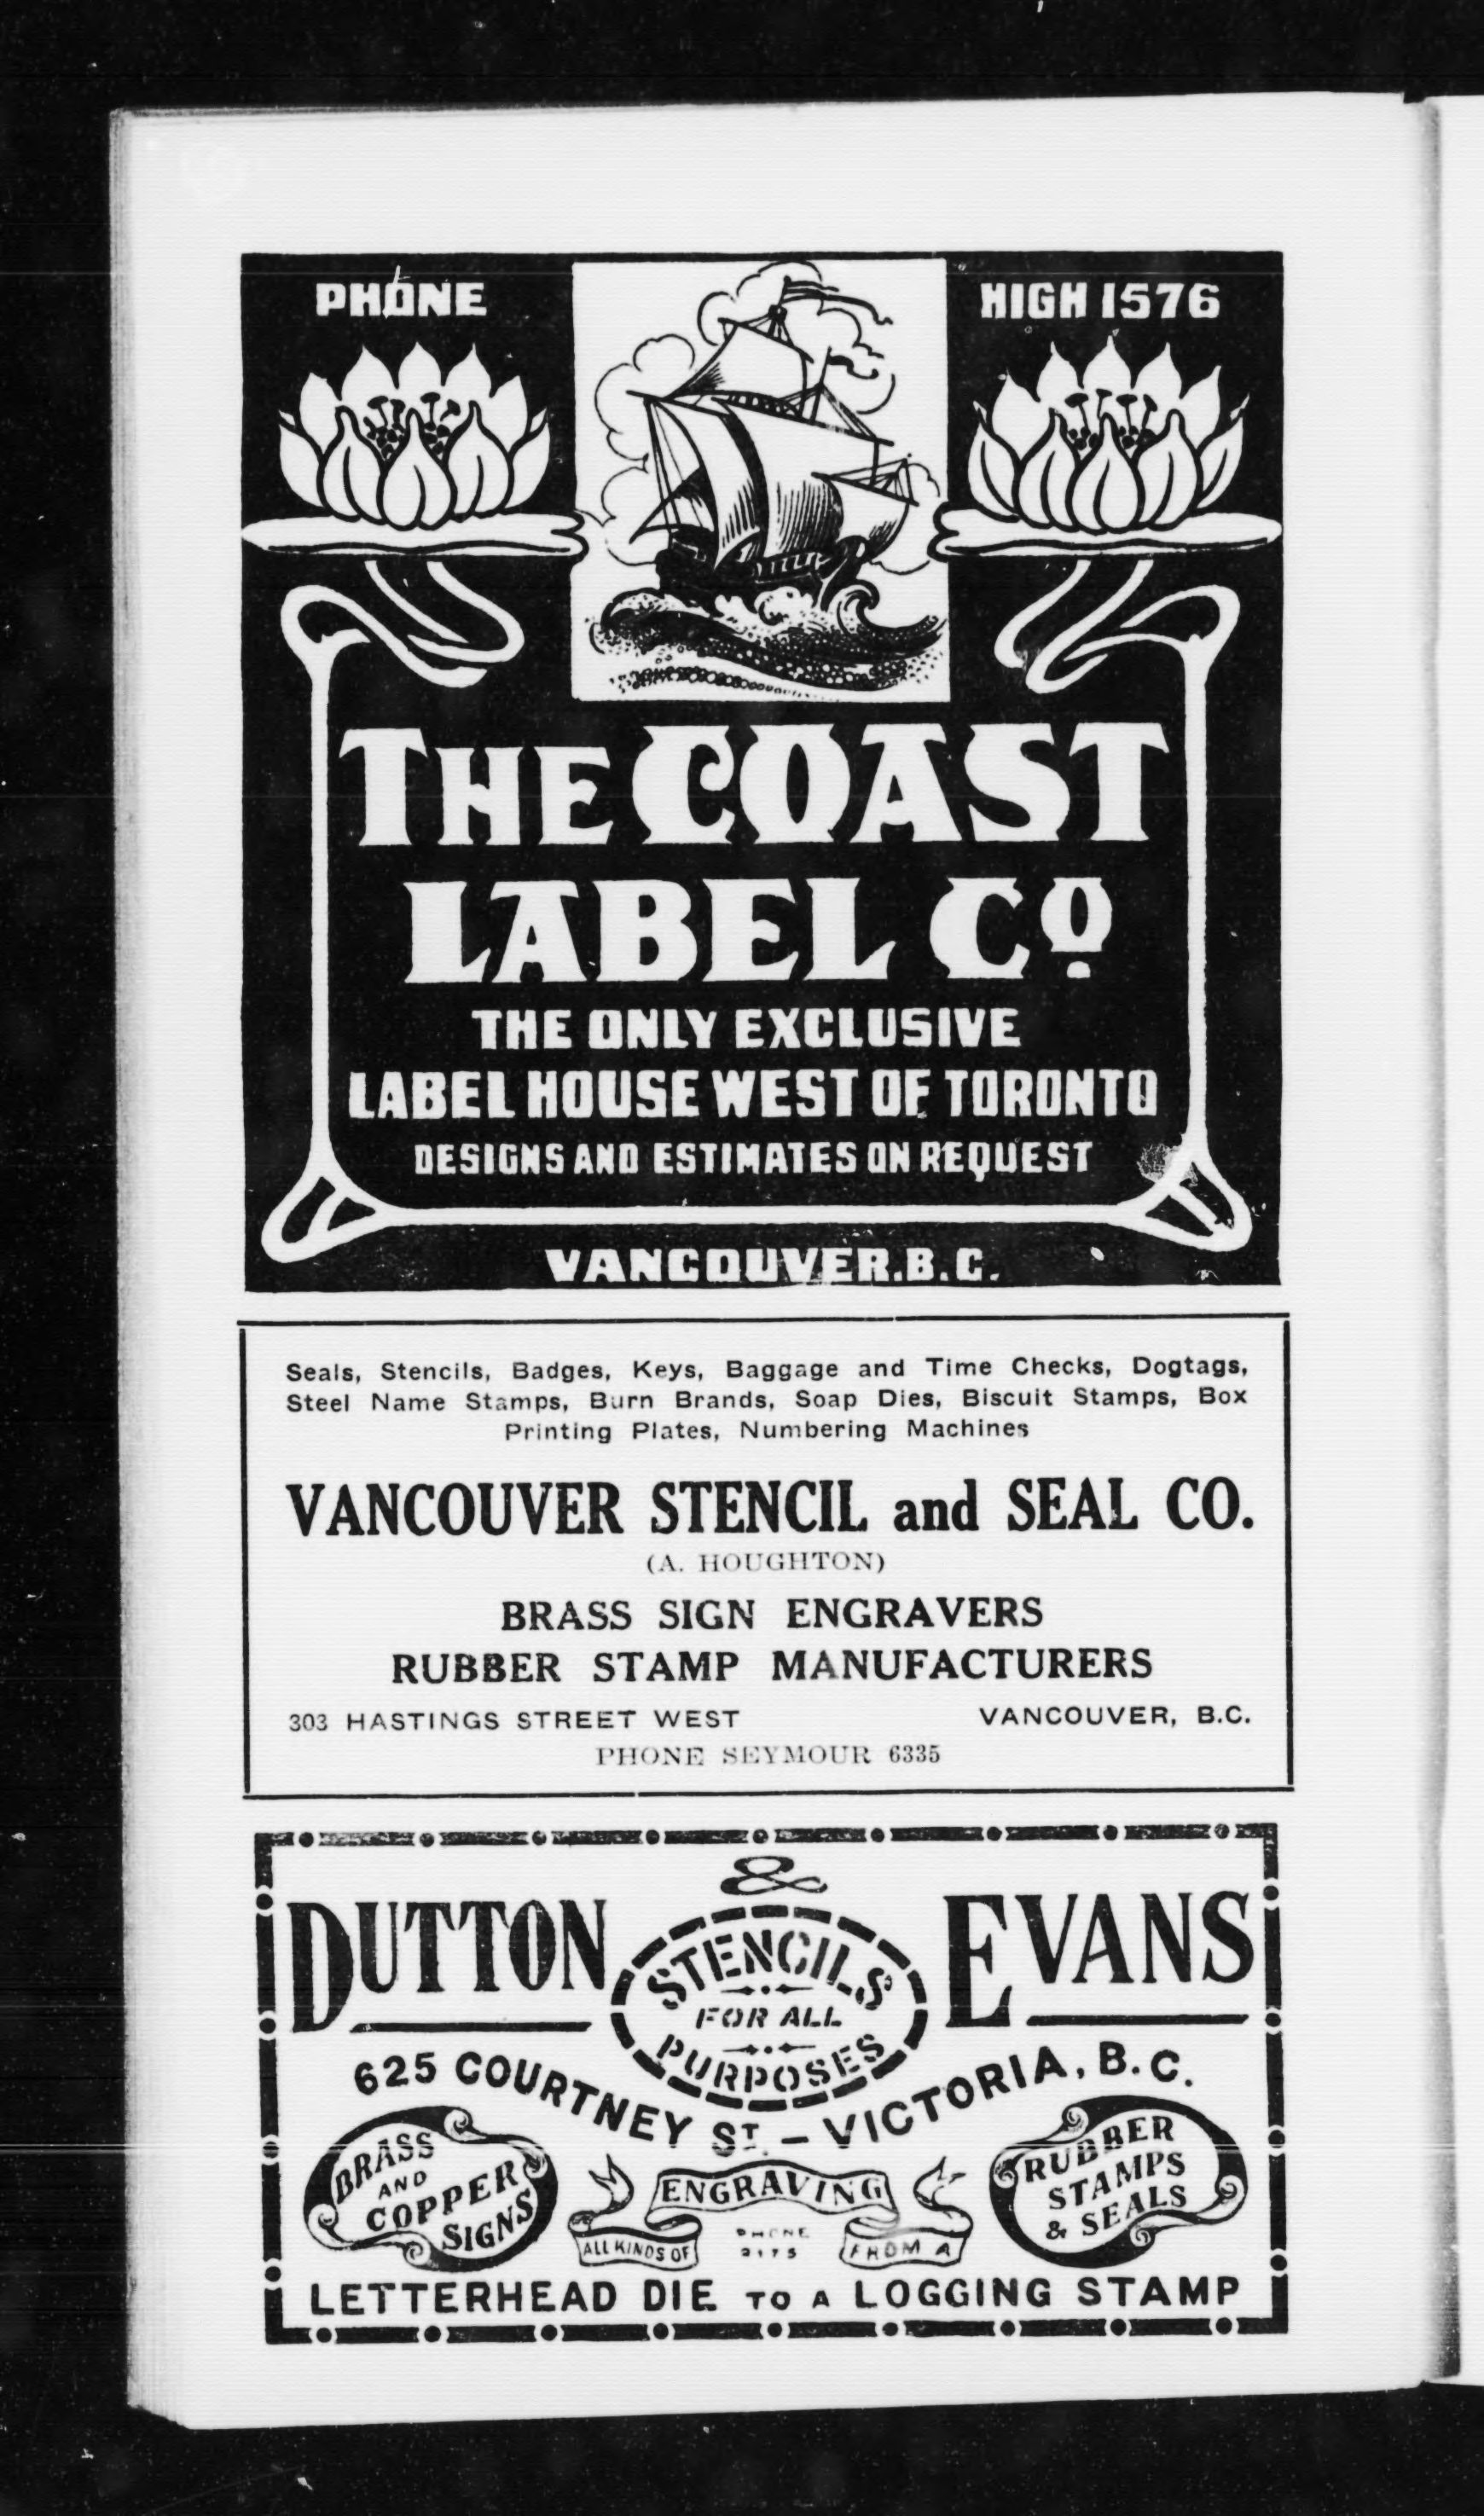 PHONE
HIGH 1576
THE COAST
LABEL Co.
THE ONLY EXCLUSIVE
LABEL HOUSE WEST OF TORONTO
DESIGNS AND ESTIMATES ON REQUEST
VANCOUVER.B.C.
Seals, Stencils, Badges, Keys, Baggage and Time Checks, Dogtags,
Steel Name Stamps, Burn Brands, Soap Dies, Biscuit Stamps, Box
Printing Plates, Numbering Machines
VANCOUVER STENCIL and SEAL CO.
(A. HOUGHTON)
BRASS SIGN ENGRAVERS
RUBBER STAMP MANUFACTURERS
303 HASTINGS STREET WEST VANCOUVER, B.C.
PHONE SEYMOUR 6335
DUTTON & EVANS
STENCILS
FOR ALL
PURPOSES
625 COURTNEY ST. – VICTORIA, B.C.
BRASS
AND
COPPER
SIGNS
ALL KINDS OF
ENGRAVING
FROM A
PHONE
RUBBER
STAMPS
& SEALS
LETTERHEAD DIE TO A LOGGING STAMP